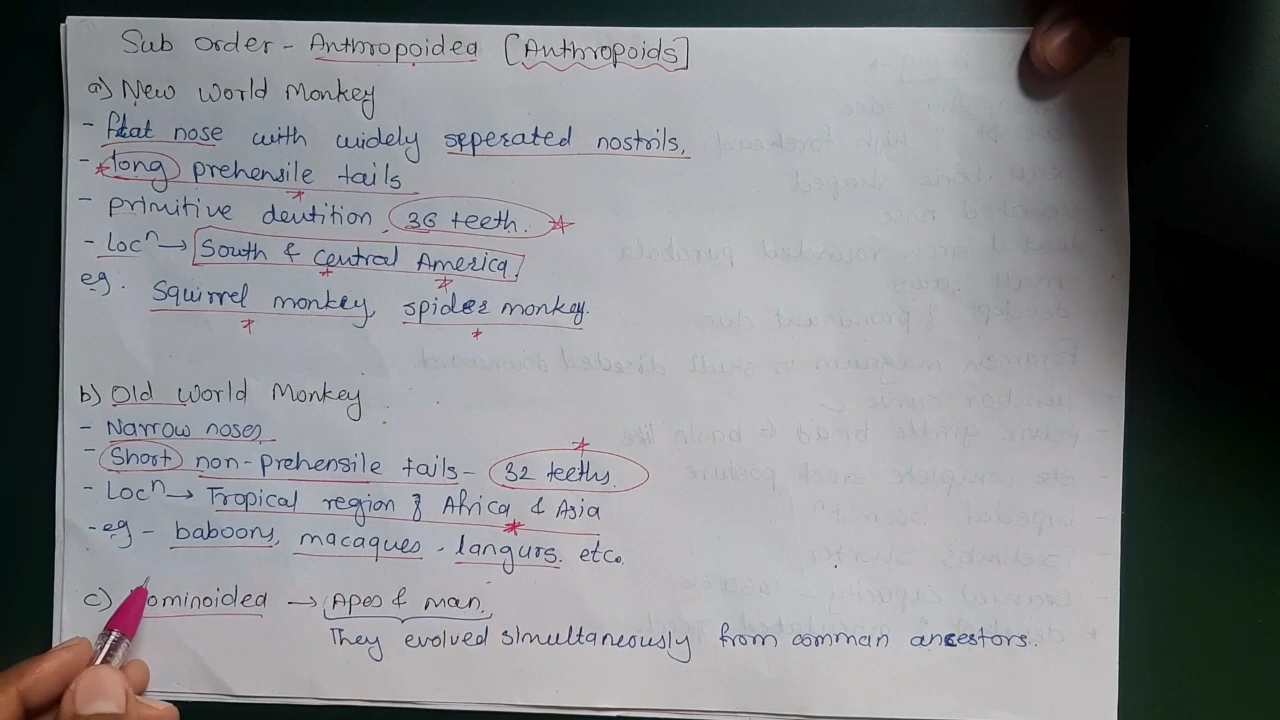 Sub Order - Anthropoidea [Anthropoids]
a) New World Monkey
- flat nose with widely seperated nostrils.
- long prehensile tails
- primitive dentition, 36 teeth.
- Locⁿ → South & central America.
eg. Squirrel monkey, spider monkey.
b) Old World Monkey
- Narrow noses
- Short non-prehensile tails - 32 teeths.
- Locⁿ → Tropical region of Africa & Asia
- eg - baboons, macaques, langurs. etc.
c) ominoidea → Apes & man.
They evolved simultaneously from comman ancestors.